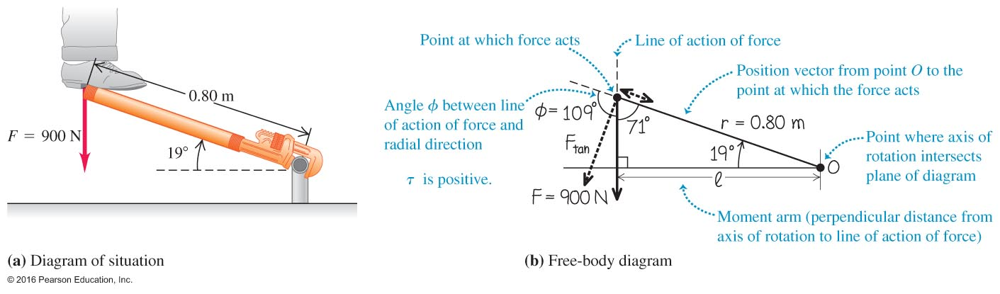 0.80 m
F = 900 N
19°
(a) Diagram of situation
© 2016 Pearson Education, Inc.
Point at which force acts
Line of action of force
Position vector from point O to the
point at which the force acts
Angle ϕ between line
of action of force and
radial direction
τ is positive.
ϕ = 109°
71°
r = 0.80 m
Ftan
19°
O
ℓ
F = 900 N
Point where axis of
rotation intersects
plane of diagram
Moment arm (perpendicular distance from
axis of rotation to line of action of force)
(b) Free-body diagram